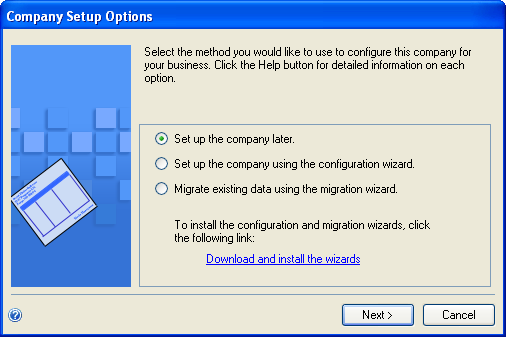 Company Setup Options
Select the method you would like to use to configure this company for
your business. Click the Help button for detailed information on each
option.
Set up the company later.
Set up the company using the configuration wizard.
Migrate existing data using the migration wizard.
To install the configuration and migration wizards, click
the following link:
Download and install the wizards
?
Next >
Cancel